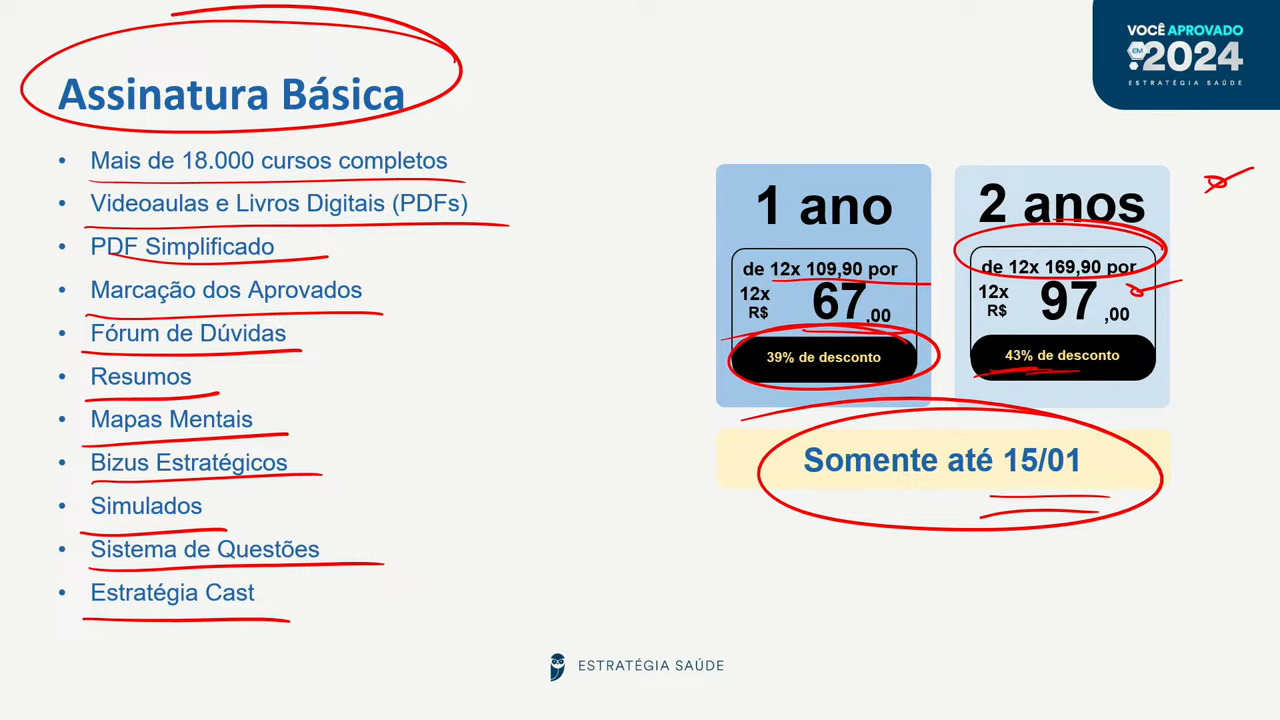 VOCÊ APROVADO
EM 2024
ESTRATÉGIA SAÚDE
Assinatura Básica
• Mais de 18.000 cursos completos
• Videoaulas e Livros Digitais (PDFs)
• PDF Simplificado
• Marcação dos Aprovados
• Fórum de Dúvidas
• Resumos
• Mapas Mentais
• Bizus Estratégicos
• Simulados
• Sistema de Questões
• Estratégia Cast
1 ano
de 12x 109,90 por
12x R$ 67,00
39% de desconto
2 anos
de 12x 169,90 por
12x R$ 97,00
43% de desconto
Somente até 15/01
ESTRATÉGIA SAÚDE